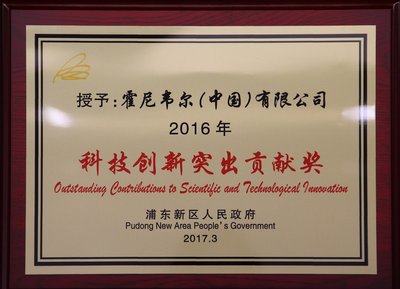 授予:霍尼韦尔(中国)有限公司
2016年
科技创新突出贡献奖
Outstanding Contributions to Scientific and Technological Innovation
浦东新区人民政府
Pudong New Area People's Government
2017.3